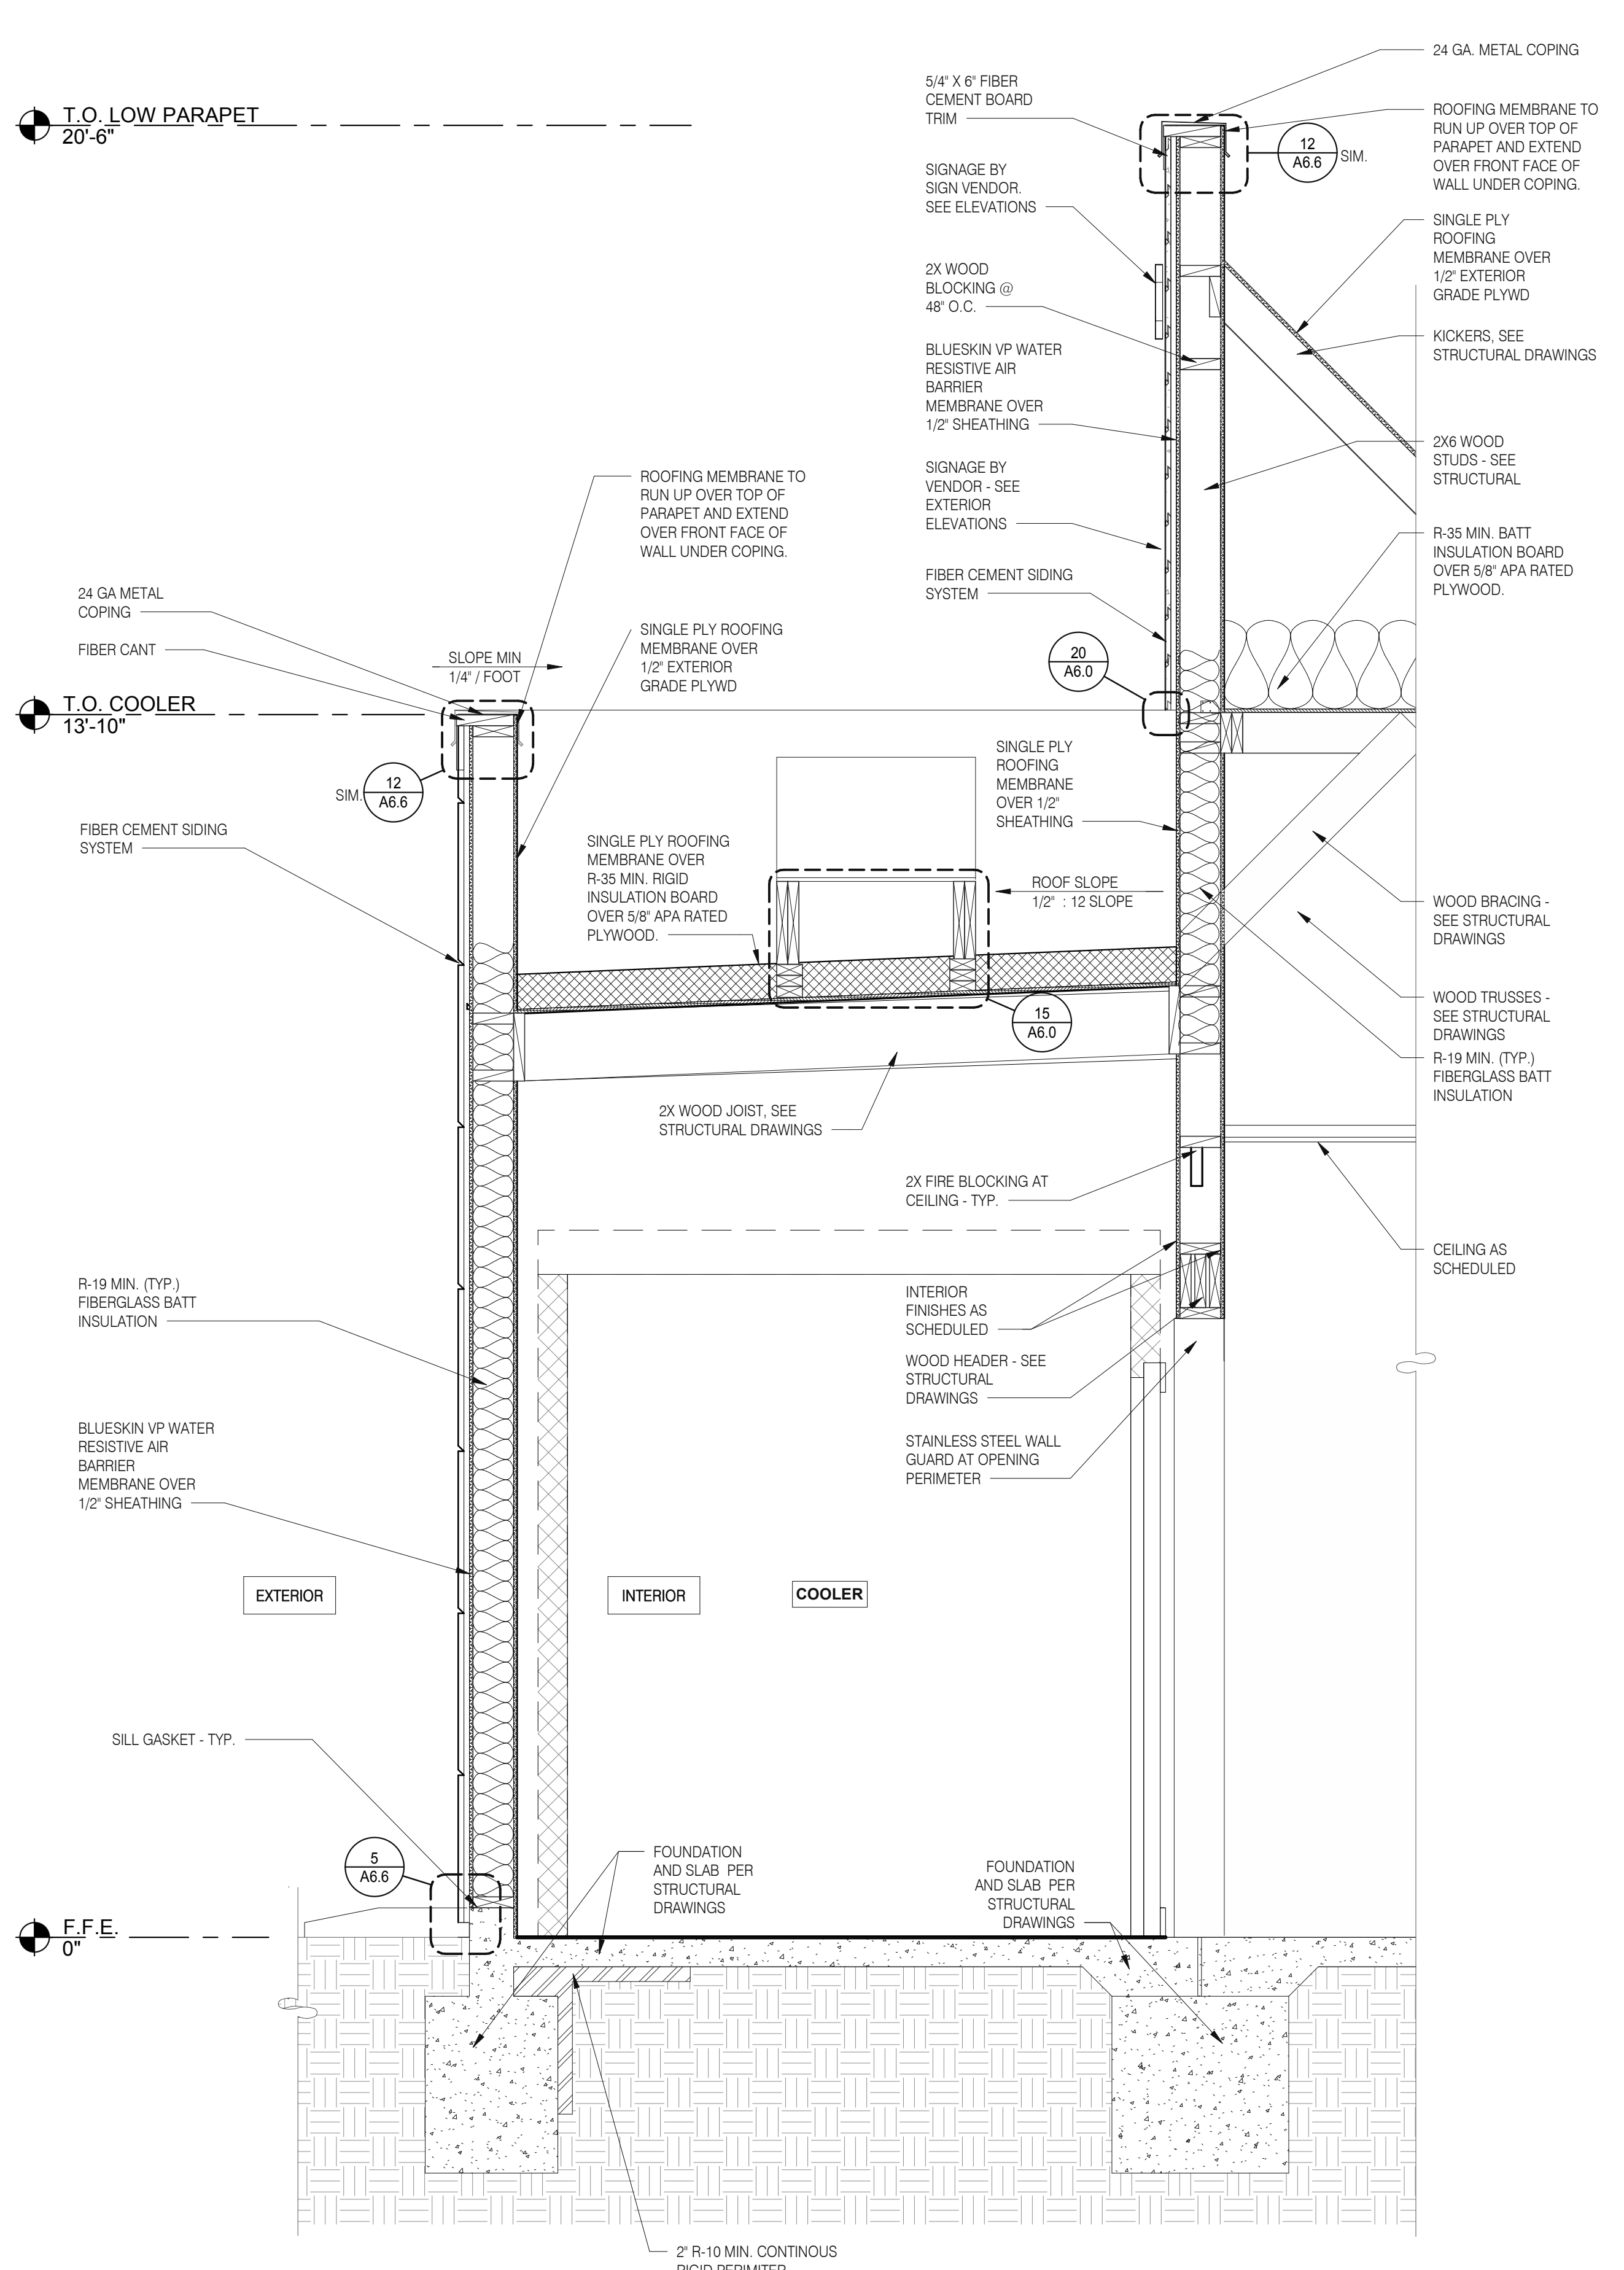 T.O. LOW PARAPET
20'-6"
5/4" X 6" FIBER
CEMENT BOARD
TRIM
24 GA. METAL COPING
ROOFING MEMBRANE TO
RUN UP OVER TOP OF
PARAPET AND EXTEND
OVER FRONT FACE OF
WALL UNDER COPING.
12
A6.6
SIM.
SIGNAGE BY
SIGN VENDOR.
SEE ELEVATIONS
SINGLE PLY
ROOFING
MEMBRANE OVER
1/2" EXTERIOR
GRADE PLYWD
2X WOOD
BLOCKING @
48" O.C.
KICKERS, SEE
STRUCTURAL DRAWINGS
BLUESKIN VP WATER
RESISTIVE AIR
BARRIER
MEMBRANE OVER
1/2" SHEATHING
2X6 WOOD
STUDS - SEE
STRUCTURAL
SIGNAGE BY
VENDOR - SEE
EXTERIOR
ELEVATIONS
ROOFING MEMBRANE TO
RUN UP OVER TOP OF
PARAPET AND EXTEND
OVER FRONT FACE OF
WALL UNDER COPING.
R-35 MIN. BATT
INSULATION BOARD
OVER 5/8" APA RATED
PLYWOOD.
FIBER CEMENT SIDING
SYSTEM
24 GA METAL
COPING
FIBER CANT
SLOPE MIN
1/4" / FOOT
SINGLE PLY ROOFING
MEMBRANE OVER
1/2" EXTERIOR
GRADE PLYWD
20
A6.0
T.O. COOLER
13'-10"
12
A6.6
SIM.
SINGLE PLY
ROOFING
MEMBRANE
OVER 1/2"
SHEATHING
FIBER CEMENT SIDING
SYSTEM
SINGLE PLY ROOFING
MEMBRANE OVER
R-35 MIN. RIGID
INSULATION BOARD
OVER 5/8" APA RATED
PLYWOOD.
ROOF SLOPE
1/2" : 12 SLOPE
WOOD BRACING -
SEE STRUCTURAL
DRAWINGS
15
A6.0
WOOD TRUSSES -
SEE STRUCTURAL
DRAWINGS
R-19 MIN. (TYP.)
FIBERGLASS BATT
INSULATION
2X WOOD JOIST, SEE
STRUCTURAL DRAWINGS
2X FIRE BLOCKING AT
CEILING - TYP.
CEILING AS
SCHEDULED
R-19 MIN. (TYP.)
FIBERGLASS BATT
INSULATION
INTERIOR
FINISHES AS
SCHEDULED
WOOD HEADER - SEE
STRUCTURAL
DRAWINGS
BLUESKIN VP WATER
RESISTIVE AIR
BARRIER
MEMBRANE OVER
1/2" SHEATHING
STAINLESS STEEL WALL
GUARD AT OPENING
PERIMETER
EXTERIOR
INTERIOR
COOLER
SILL GASKET - TYP.
5
A6.6
FOUNDATION
AND SLAB PER
STRUCTURAL
DRAWINGS
FOUNDATION
AND SLAB PER
STRUCTURAL
DRAWINGS
F.F.E.
0"
2" R-10 MIN. CONTINOUS
RIGID PERIMITER